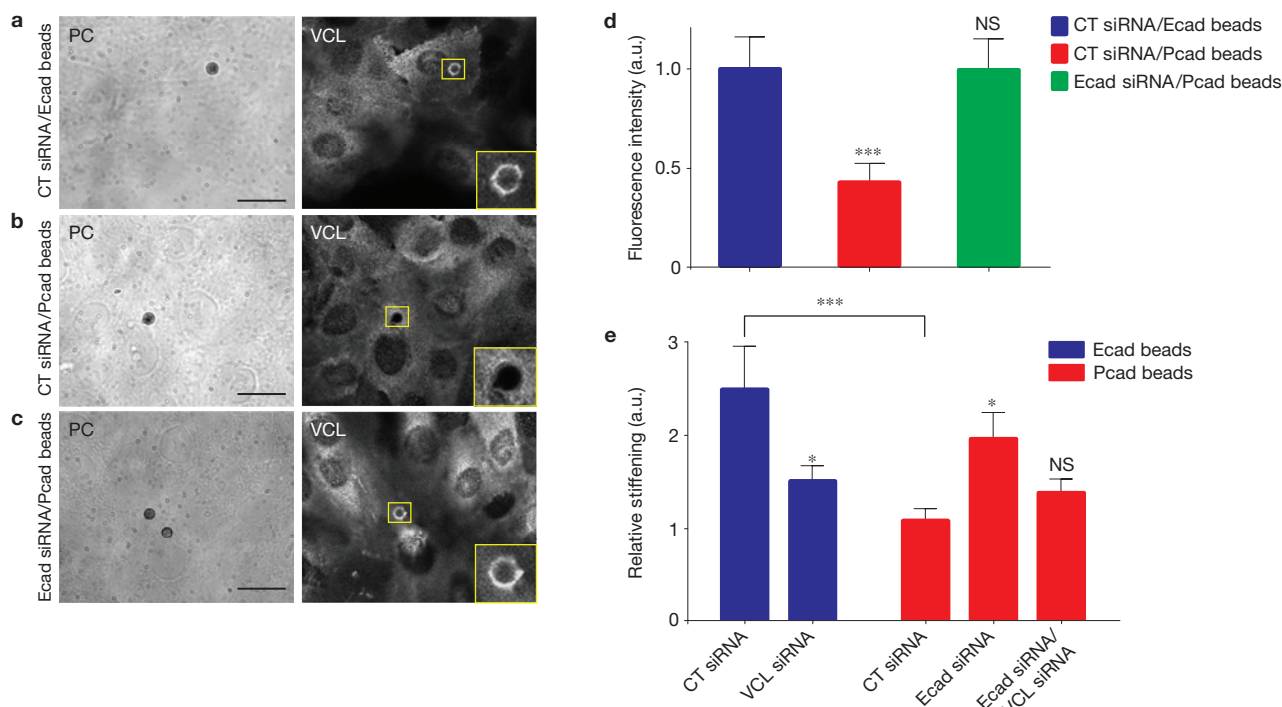 a
CT siRNA/Ecad beads
PC
VCL
b
CT siRNA/Pcad beads
PC
VCL
c
Ecad siRNA/Pcad beads
PC
VCL
d
Fluorescence intensity (a.u.)
1.0
0.5
0
***
NS
CT siRNA/Ecad beads
CT siRNA/Pcad beads
Ecad siRNA/Pcad beads
e
Relative stiffening (a.u.)
3
2
1
0
***
*
*
NS
Ecad beads
Pcad beads
CT siRNA
VCL siRNA
CT siRNA
Ecad siRNA
Ecad siRNA/
VCL siRNA